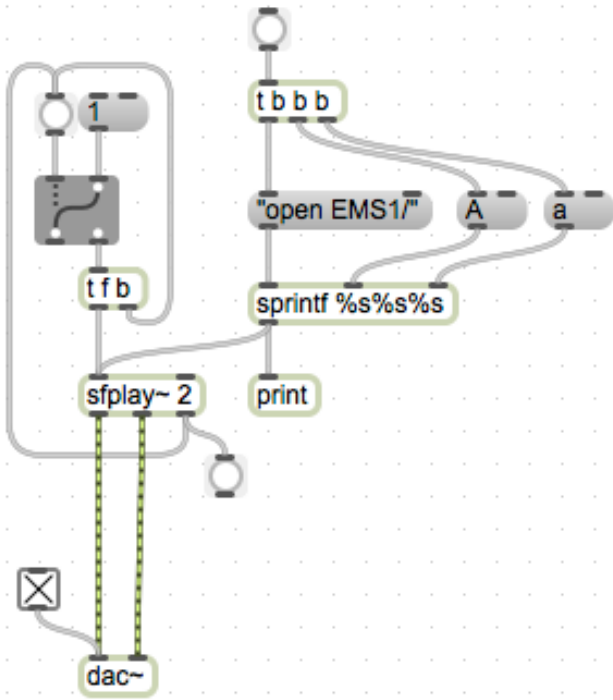 t b b b
1
"open EMS1/"
A
a
t f b
sprintf %s%s%s
sfplay~ 2
print
dac~